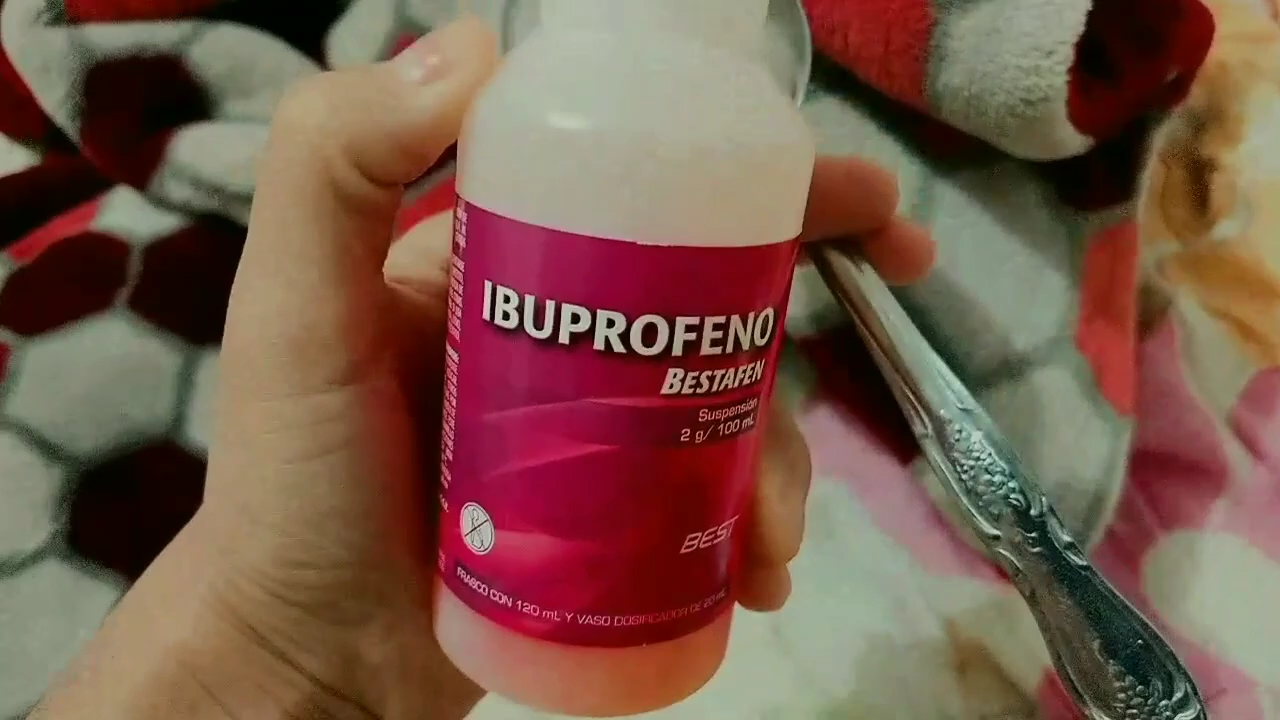 IBUPROFENO
BESTAFEN
Suspensión
2 g/ 100 mL
BEST
FRASCO CON 120 mL Y VASO DOSIFICADOR DE 20 mL